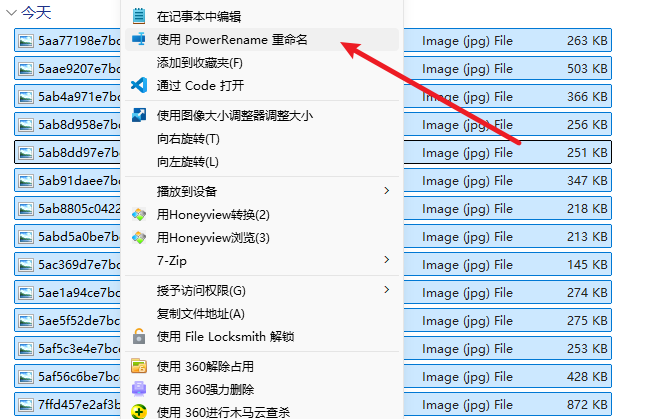 今天
在记事本中编辑
5aa77198e7bc 使用 PowerRename 重命名 Image (jpg) File 263 KB
5aae9207e7bc 添加到收藏夹(F) Image (jpg) File 503 KB
5ab4a971e7bc 通过 Code 打开 Image (jpg) File 366 KB
5ab8d958e7bc 使用图像大小调整器调整大小 Image (jpg) File 256 KB
向右旋转(T)
5ab8dd97e7b 向左旋转(L) Image (jpg) File 251 KB
5ab91daee7bc 播放到设备 Image (jpg) File 347 KB
5ab8805c0422 用Honeyview转换(2) Image (jpg) File 218 KB
5abd5a0be7bc 用Honeyview浏览(3) Image (jpg) File 213 KB
5ac369d7e7bc 7-Zip Image (jpg) File 145 KB
5ae1a94ce7bc 授予访问权限(G) Image (jpg) File 274 KB
5ae5f52de7bc 复制文件地址(A) Image (jpg) File 275 KB
5af5c3e4e7bce 使用 File Locksmith 解锁 Image (jpg) File 253 KB
5af56c6be7bc 使用 360解除占用 Image (jpg) File 428 KB
使用 360强力删除
7ffd457e2af3b 使用 360进行木马云查杀 Image (jpg) File 872 KB